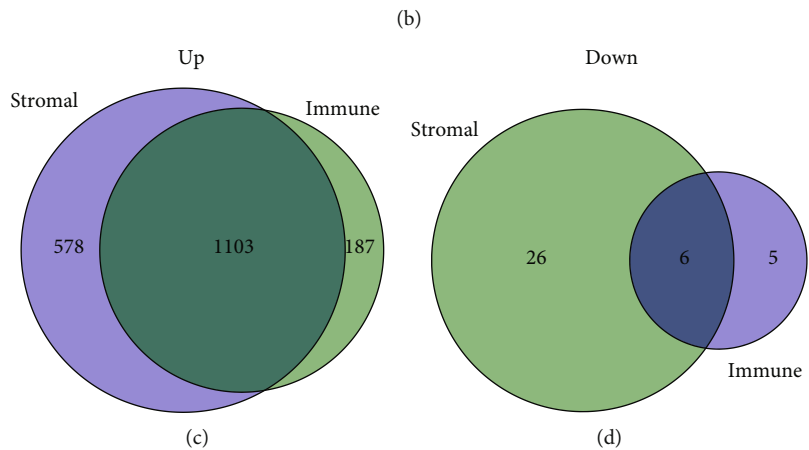 (b)
Up
Stromal
Immune
578
1103
187
(c)
Down
Stromal
26
6
5
Immune
(d)